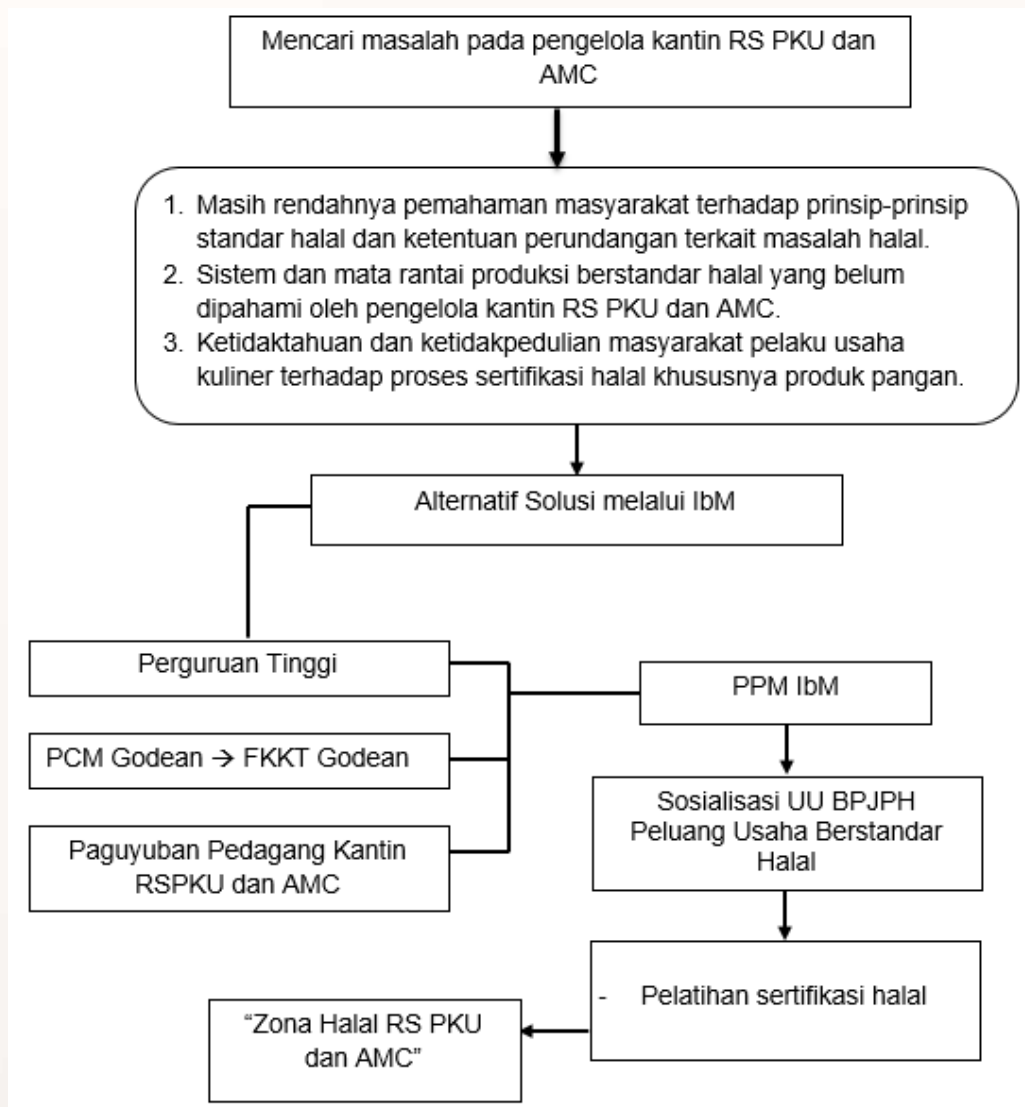 Mencari masalah pada pengelola kantin RS PKU dan
AMC
1. Masih rendahnya pemahaman masyarakat terhadap prinsip-prinsip
standar halal dan ketentuan perundangan terkait masalah halal.
2. Sistem dan mata rantai produksi berstandar halal yang belum
dipahami oleh pengelola kantin RS PKU dan AMC.
3. Ketidaktahuan dan ketidakpedulian masyarakat pelaku usaha
kuliner terhadap proses sertifikasi halal khususnya produk pangan.
Alternatif Solusi melalui IbM
Perguruan Tinggi
PCM Godean → FKKT Godean
Paguyuban Pedagang Kantin
RSPKU dan AMC
PPM IbM
Sosialisasi UU BPJPH
Peluang Usaha Berstandar
Halal
- Pelatihan sertifikasi halal
“Zona Halal RS PKU
dan AMC”